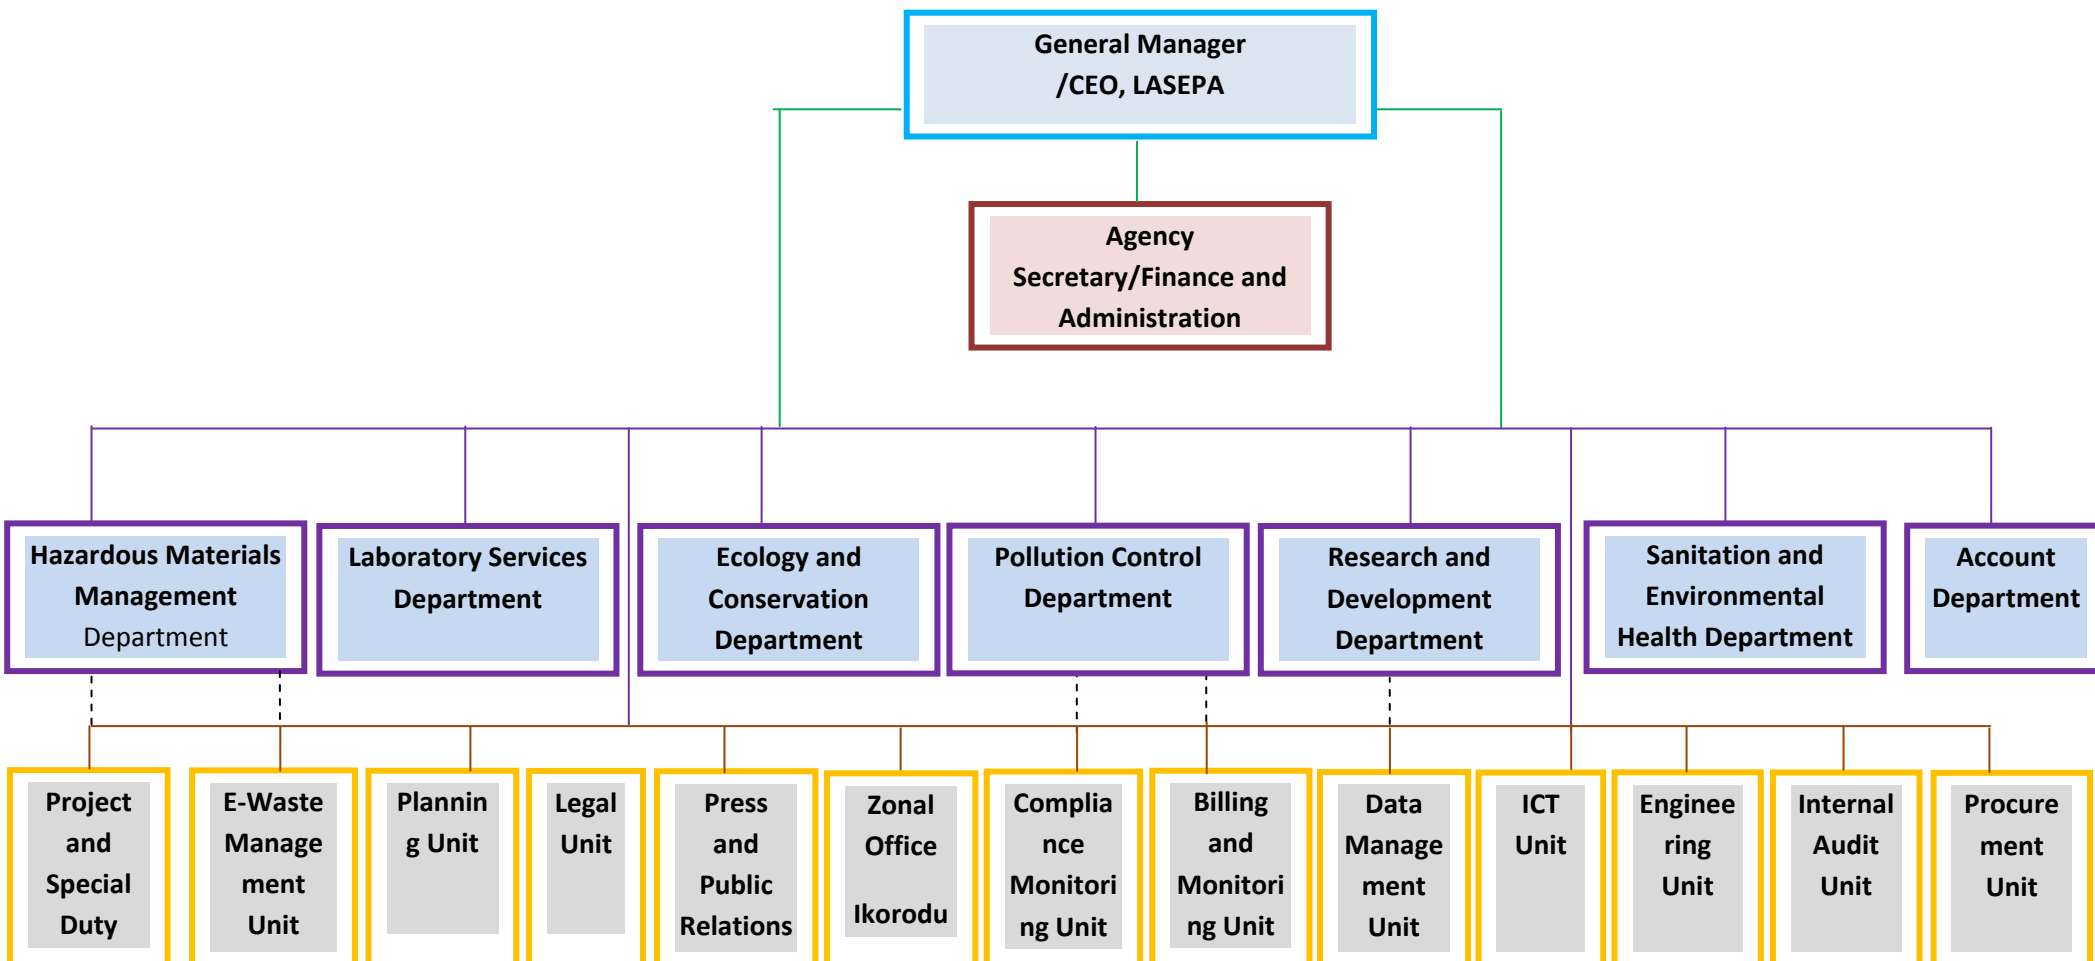 General Manager
/CEO, LASEPA
Agency
Secretary/Finance and
Administration
Hazardous Materials
Management
Department
Laboratory Services
Department
Ecology and
Conservation
Department
Pollution Control
Department
Research and
Development
Department
Sanitation and
Environmental
Health Department
Account
Department
Project
and
Special
Duty
E-Waste
Manage
ment
Unit
Plannin
g Unit
Legal
Unit
Press
and
Public
Relations
Zonal
Office
Ikorodu
Complia
nce
Monitori
ng Unit
Billing
and
Monitori
ng Unit
Data
Manage
ment
Unit
ICT
Unit
Enginee
ring
Unit
Internal
Audit
Unit
Procure
ment
Unit